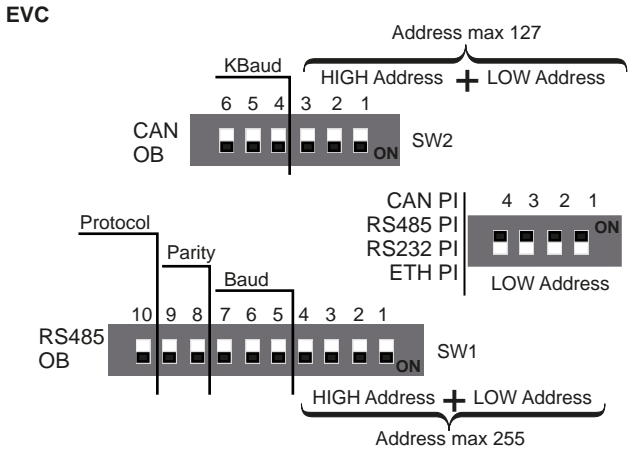 EVC
Address max 127
KBaud
HIGH Address + LOW Address
6 5 4 3 2 1
CAN OB
SW2
ON
CAN PI
RS485 PI
RS232 PI
ETH PI
4 3 2 1
ON
LOW Address
Protocol
Parity
Baud
10 9 8 7 6 5 4 3 2 1
RS485
OB
SW1
ON
HIGH Address + LOW Address
Address max 255